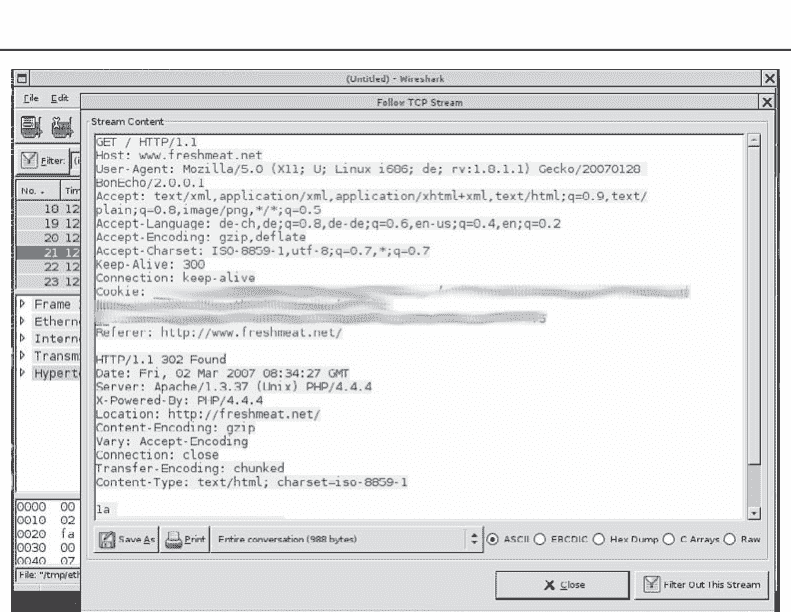 (Untitled) - Wireshark
File Edit
Follow TCP Stream
Stream Content
Filter:
No. . Tim
GET / HTTP/1.1
Host: www.freshmeat.net
User-Agent: Mozilla/5.0 (X11; U; Linux i686; de; rv:1.8.1.1) Gecko/20070128
BonEcho/2.0.0.1
Accept: text/xml,application/xml,application/xhtml+xml,text/html;q=0.9,text/
plain;q=0.8,image/png,*/*;q=0.5
Accept-Language: de-ch,de;q=0.8,de-de;q=0.6,en-us;q=0.4,en;q=0.2
Accept-Encoding: gzip,deflate
Accept-Charset: ISO-8859-1,utf-8;q=0.7,*;q=0.7
Keep-Alive: 300
Connection: keep-alive
Cookie:
Referer: http://www.freshmeat.net/
HTTP/1.1 302 Found
Date: Fri, 02 Mar 2007 08:34:27 GMT
Server: Apache/1.3.37 (Unix) PHP/4.4.4
X-Powered-By: PHP/4.4.4
Location: http://freshmeat.net/
Content-Encoding: gzip
Vary: Accept-Encoding
Connection: close
Transfer-Encoding: chunked
Content-Type: text/html; charset=iso-8859-1
1a
18 12
19 12
20 12
21 12
22 12
23 12
Frame
Ethern
Intern
Transm
Hyperte
0000 00
0010 02
0020 fa
0030 00
0040 07
File: "/tmp/eth
Save As Print Entire conversation (988 bytes) ASCII EBCDIC Hex Dump C Arrays Raw
Close Filter Out This Stream